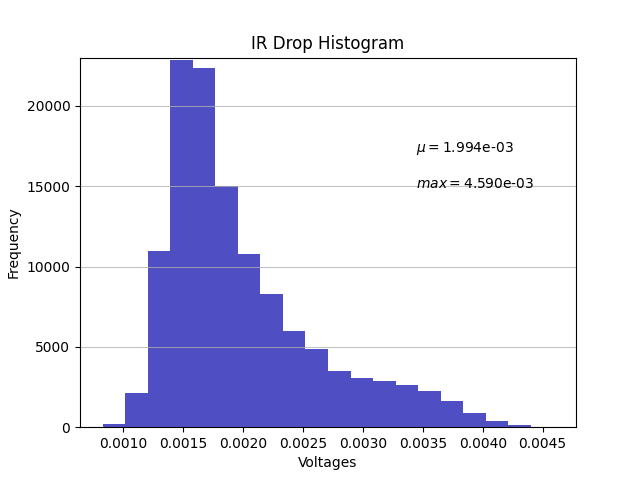 IR Drop Histogram
20000
15000
10000
5000
0
Frequency
μ = 1.994e-03
max = 4.590e-03
0.0010 0.0015 0.0020 0.0025 0.0030 0.0035 0.0040 0.0045
Voltages